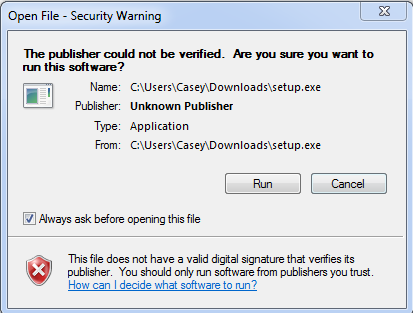 Open File - Security Warning
The publisher could not be verified.  Are you sure you want to
run this software?
Name: C:\Users\Casey\Downloads\setup.exe
Publisher: Unknown Publisher
Type: Application
From: C:\Users\Casey\Downloads\setup.exe
Run Cancel
Always ask before opening this file
This file does not have a valid digital signature that verifies its
publisher.  You should only run software from publishers you trust.
How can I decide what software to run?